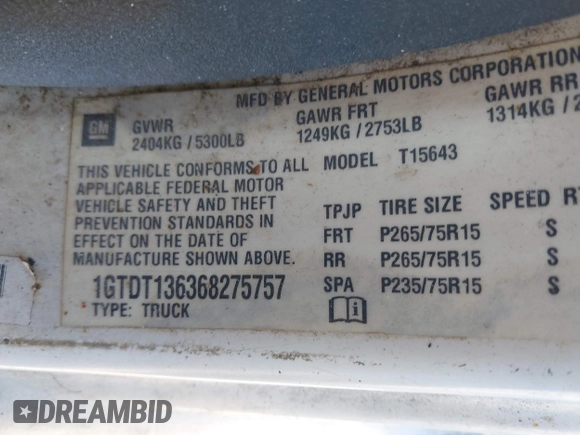 MFD BY GENERAL MOTORS CORPORATION
GM
GVWR
2404KG / 5300LB
GAWR FRT
1249KG / 2753LB
GAWR RR
1314KG /
THIS VEHICLE CONFORMS TO ALL
APPLICABLE FEDERAL MOTOR
VEHICLE SAFETY AND THEFT
PREVENTION STANDARDS IN
EFFECT ON THE DATE OF
MANUFACTURE SHOWN ABOVE.
1GTDT136368275757
TYPE: TRUCK
MODEL T15643
TPJP TIRE SIZE SPEED
FRT P265/75R15 S
RR P265/75R15 S
SPA P235/75R15 S
DREAMBID